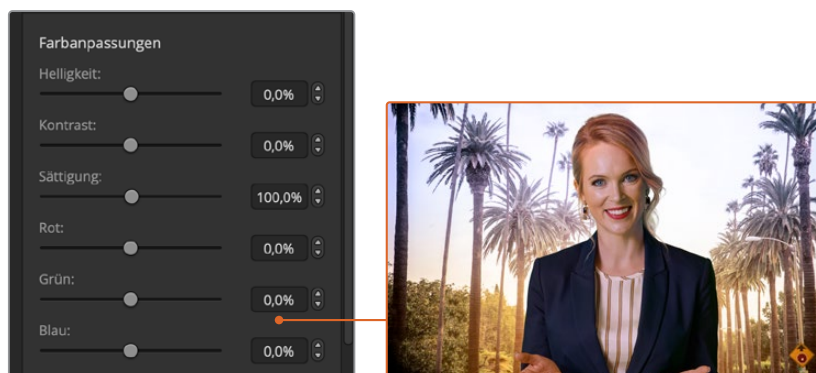 Farbanpassungen
Helligkeit:
0,0%
Kontrast:
0,0%
Sättigung:
100,0%
Rot:
0,0%
Grün:
0,0%
Blau:
0,0%